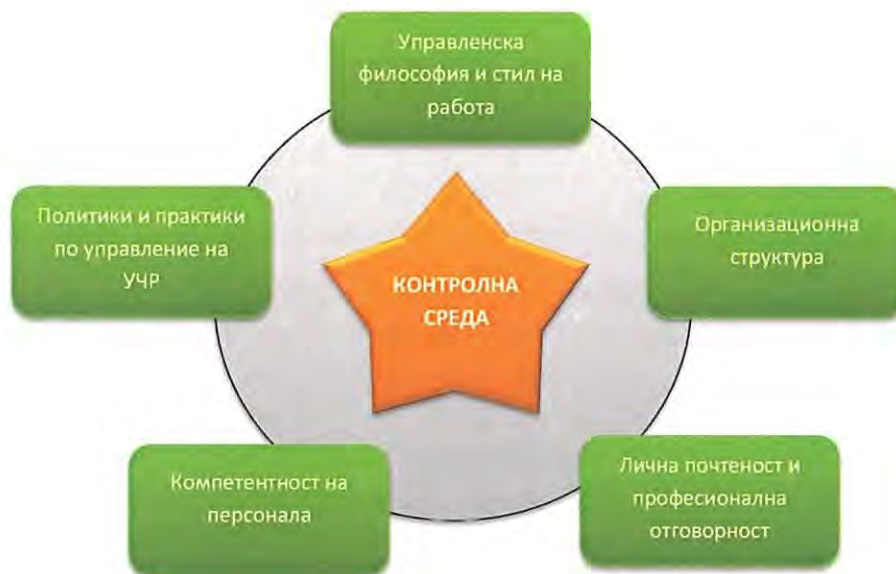 Управленска
философия и стил на
работа
Политики и практики
по управление на
УЧР
Организационна
структура
КОНТРОЛНА
СРЕДА
Компетентност на
персонала
Лична почтеност и
професионална
отговорност